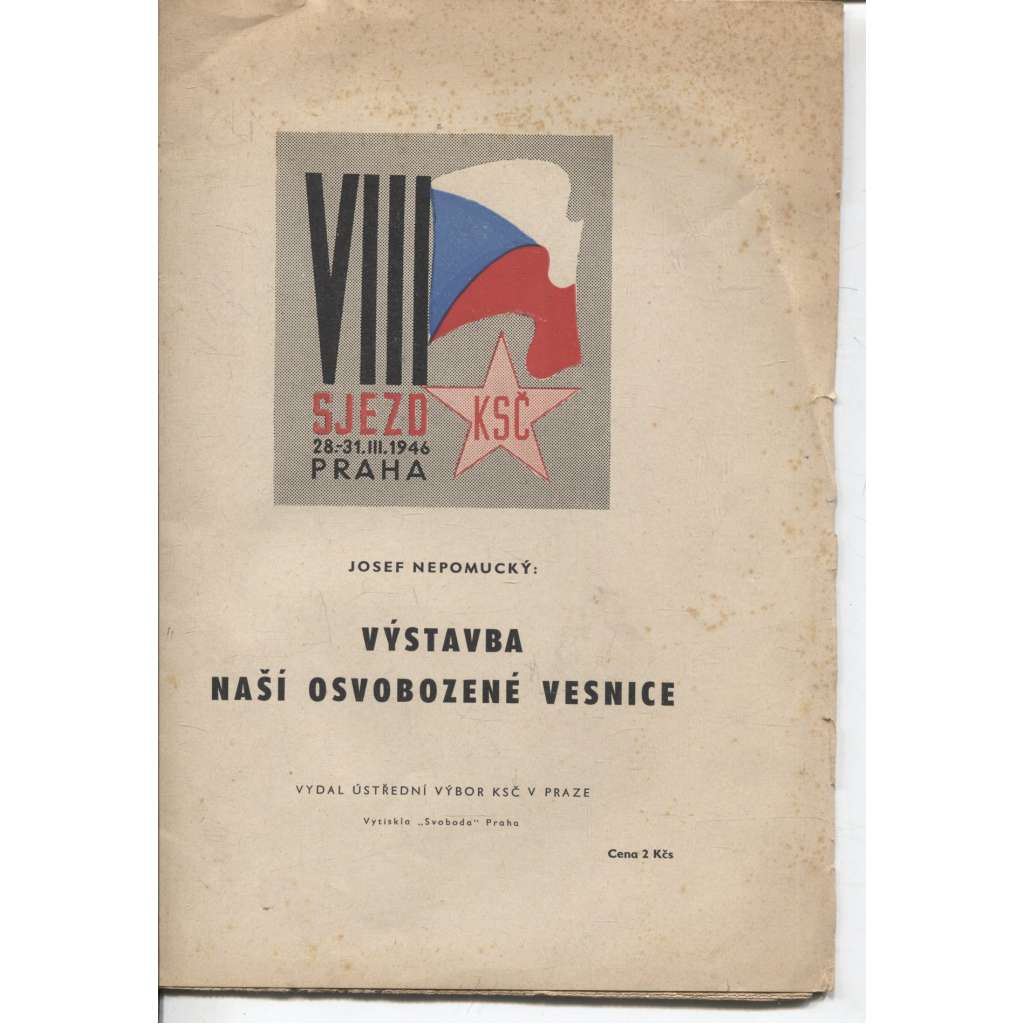 VIII
SJEZD
28.-31.III.1946
PRAHA
KSČ
JOSEF NEPOMUCKÝ:
VÝSTAVBA
NAŠÍ OSVOBOZENÉ VESNICE
VYDAL ÚSTŘEDNÍ VÝBOR KSČ V PRAZE
Vytiskla „Svoboda“ Praha
Cena 2 Kčs